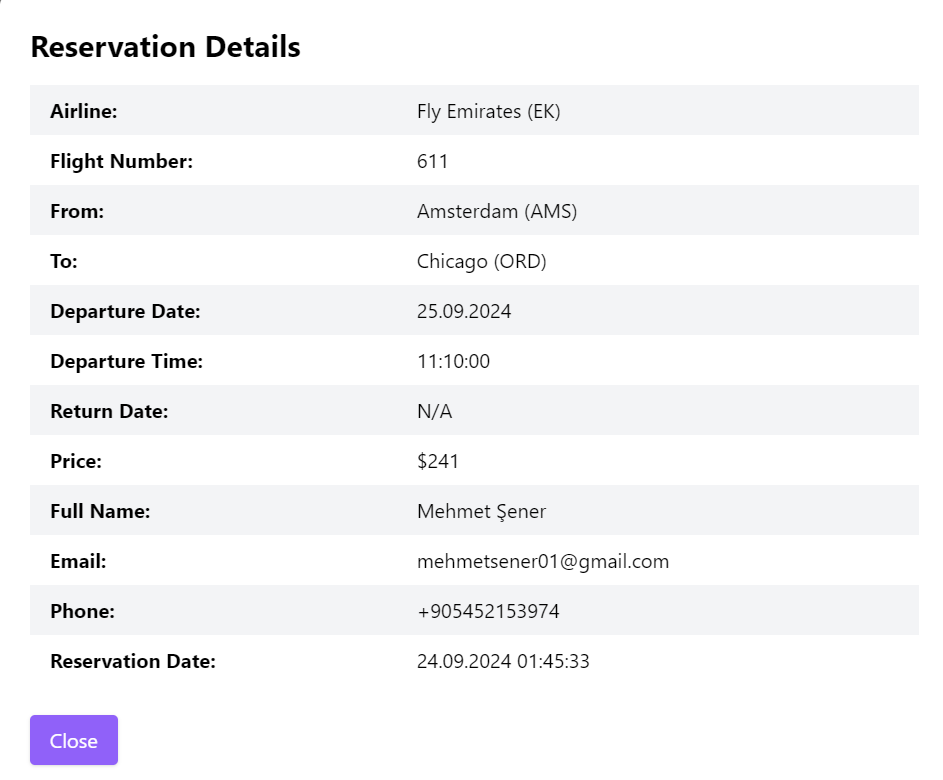 Reservation Details
Airline: Fly Emirates (EK)
Flight Number: 611
From: Amsterdam (AMS)
To: Chicago (ORD)
Departure Date: 25.09.2024
Departure Time: 11:10:00
Return Date: N/A
Price: $241
Full Name: Mehmet Şener
Email: mehmetsener01@gmail.com
Phone: +905452153974
Reservation Date: 24.09.2024 01:45:33
Close